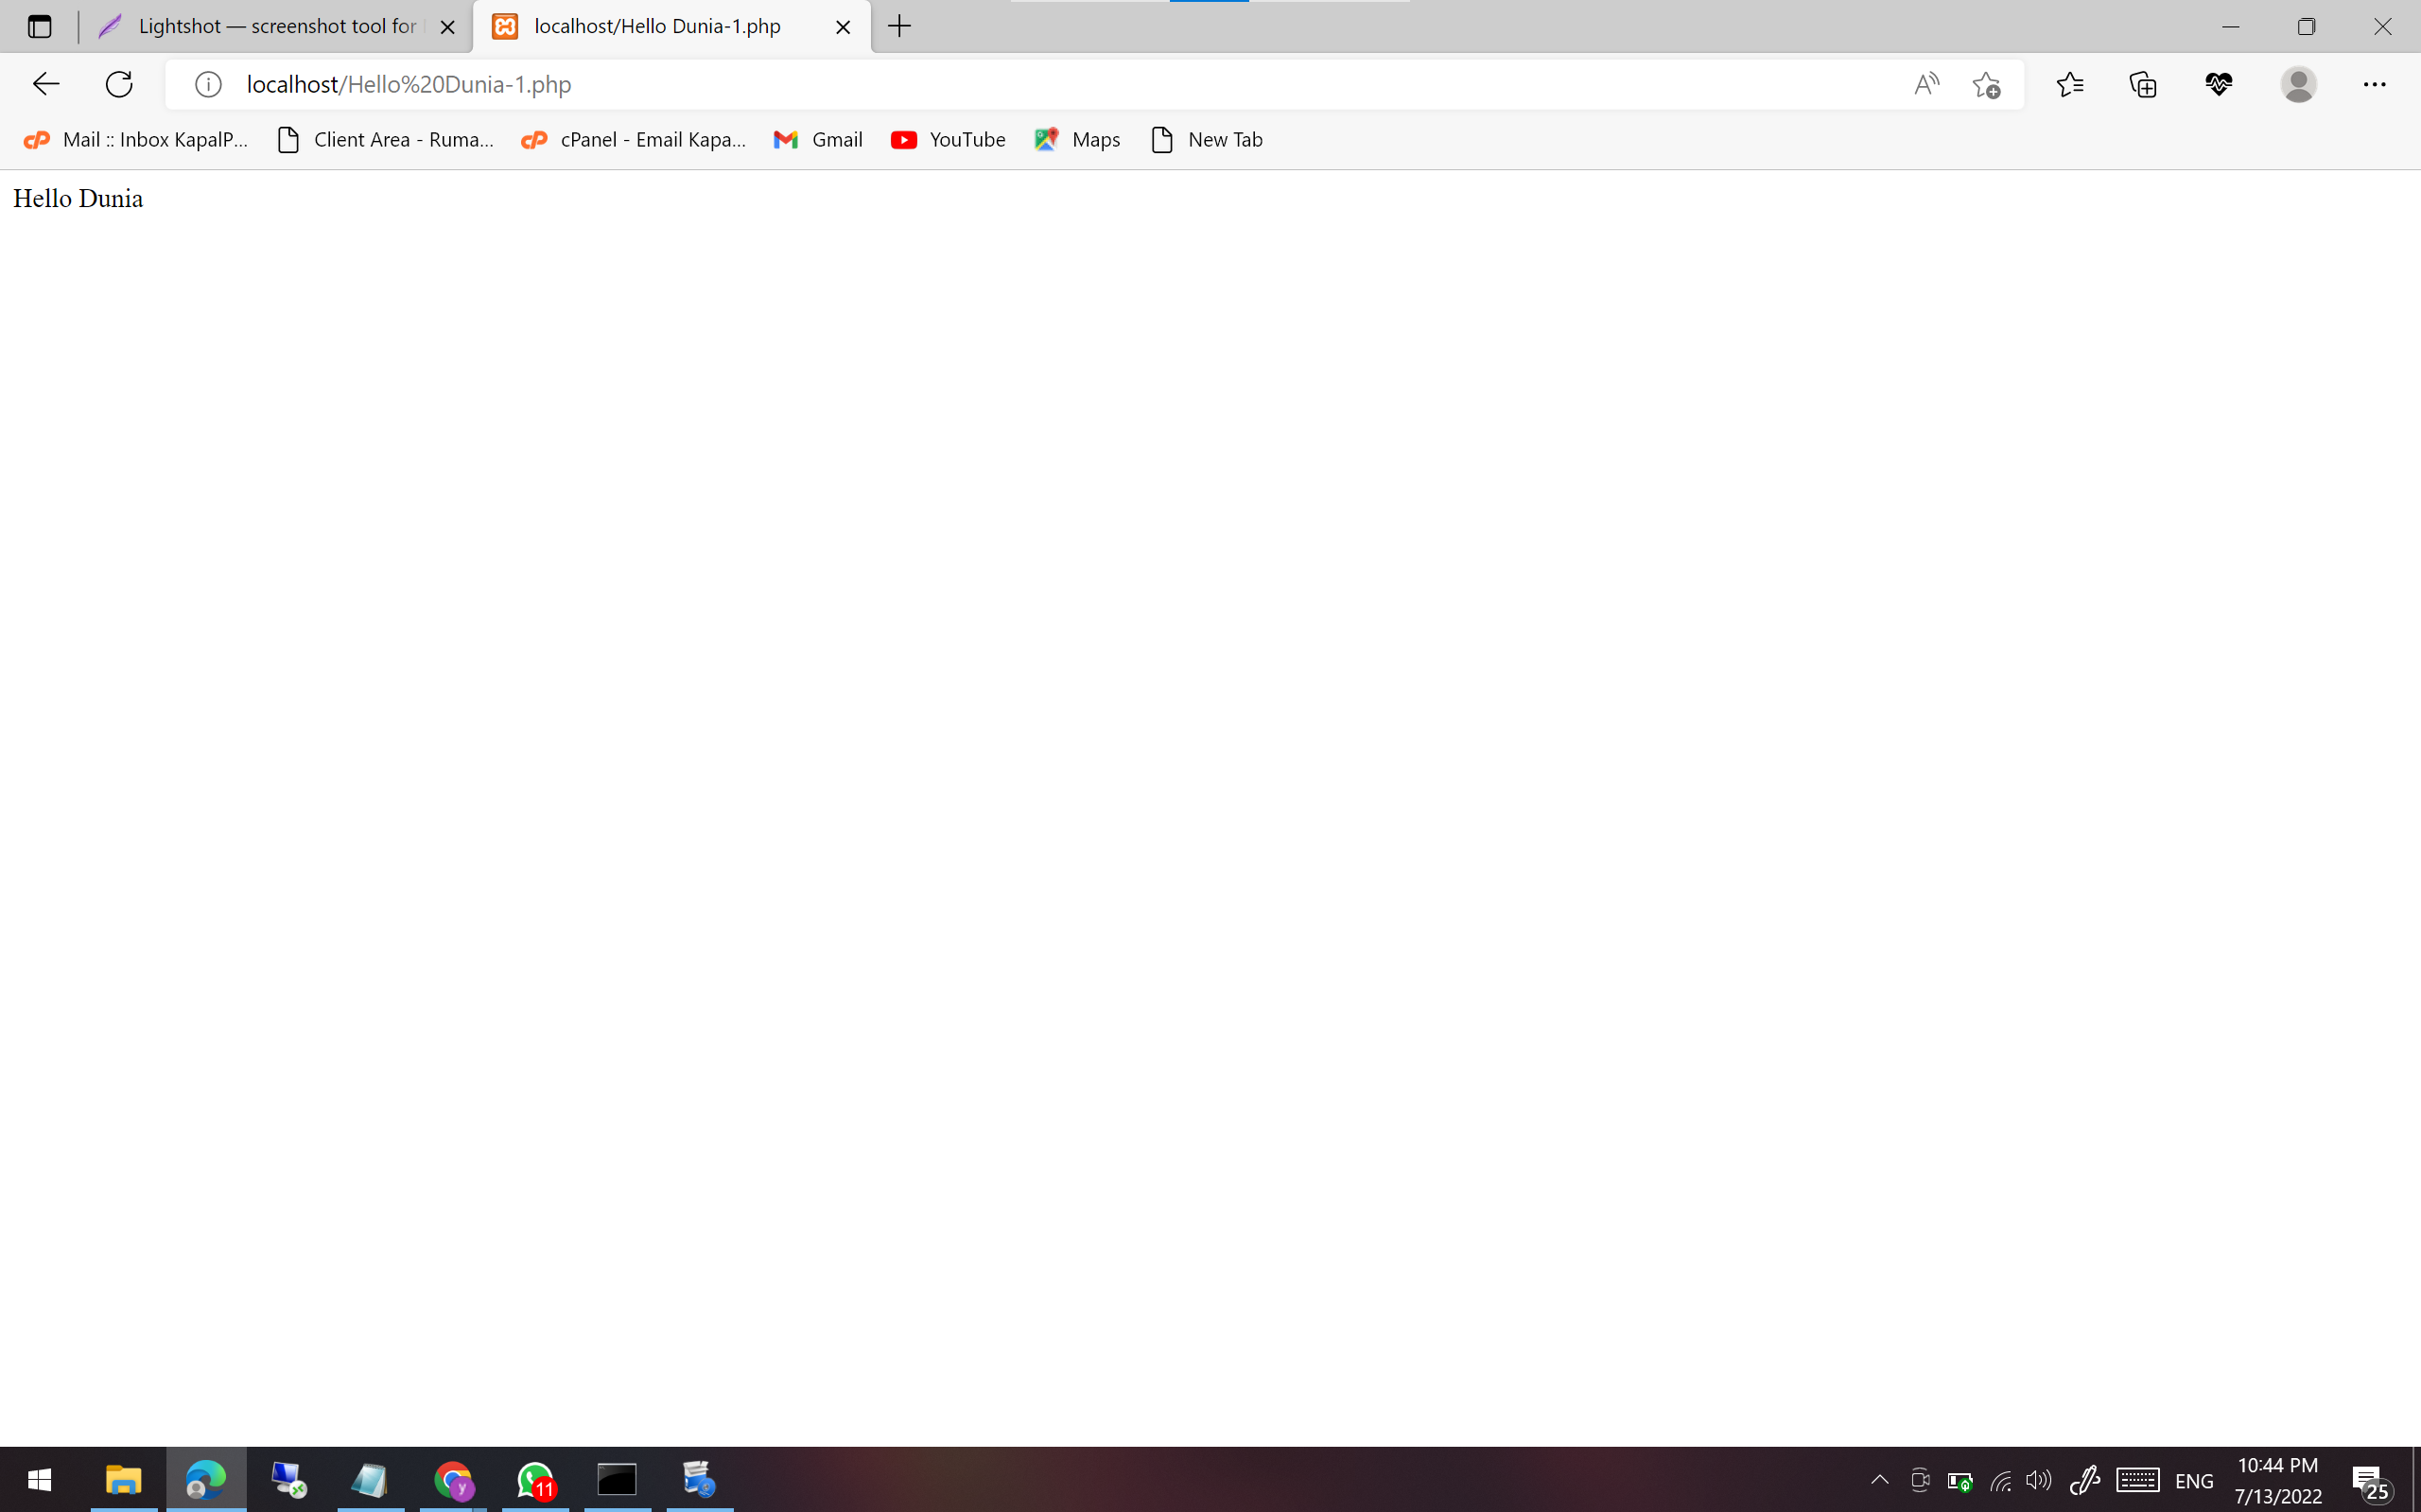 Lightshot — screenshot tool for
localhost/Hello Dunia-1.php
localhost/Hello%20Dunia-1.php
Mail :: Inbox KapalP...
Client Area - Ruma...
cPanel - Email Kapa...
Gmail
YouTube
Maps
New Tab
Hello Dunia
y
11
ENG
10:44 PM
7/13/2022
25